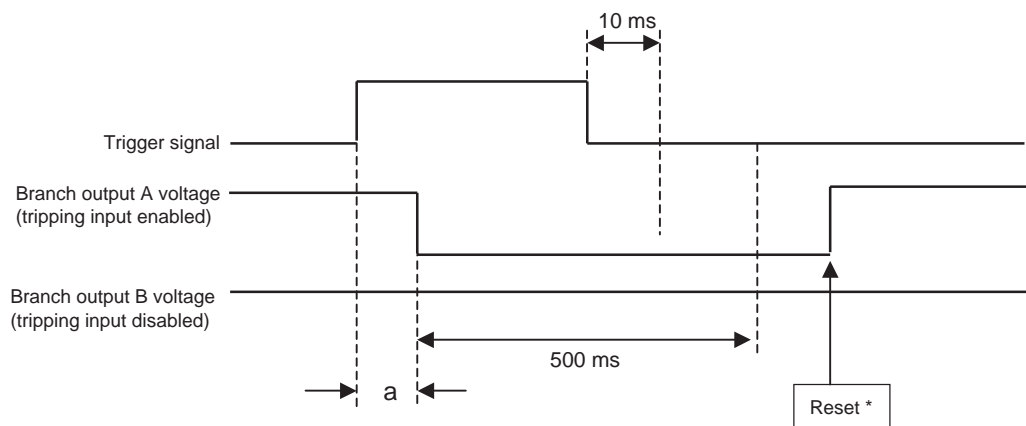 10 ms
Trigger signal
Branch output A voltage
(tripping input enabled)
Branch output B voltage
(tripping input disabled)
500 ms
a
Reset *